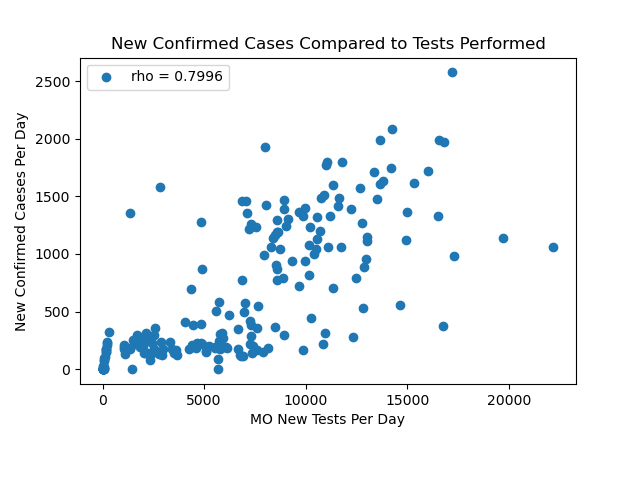 New Confirmed Cases Compared to Tests Performed
rho = 0.7996
2500
2000
1500
1000
500
0
New Confirmed Caeses Per Day
0 5000 10000 15000 20000
MO New Tests Per Day